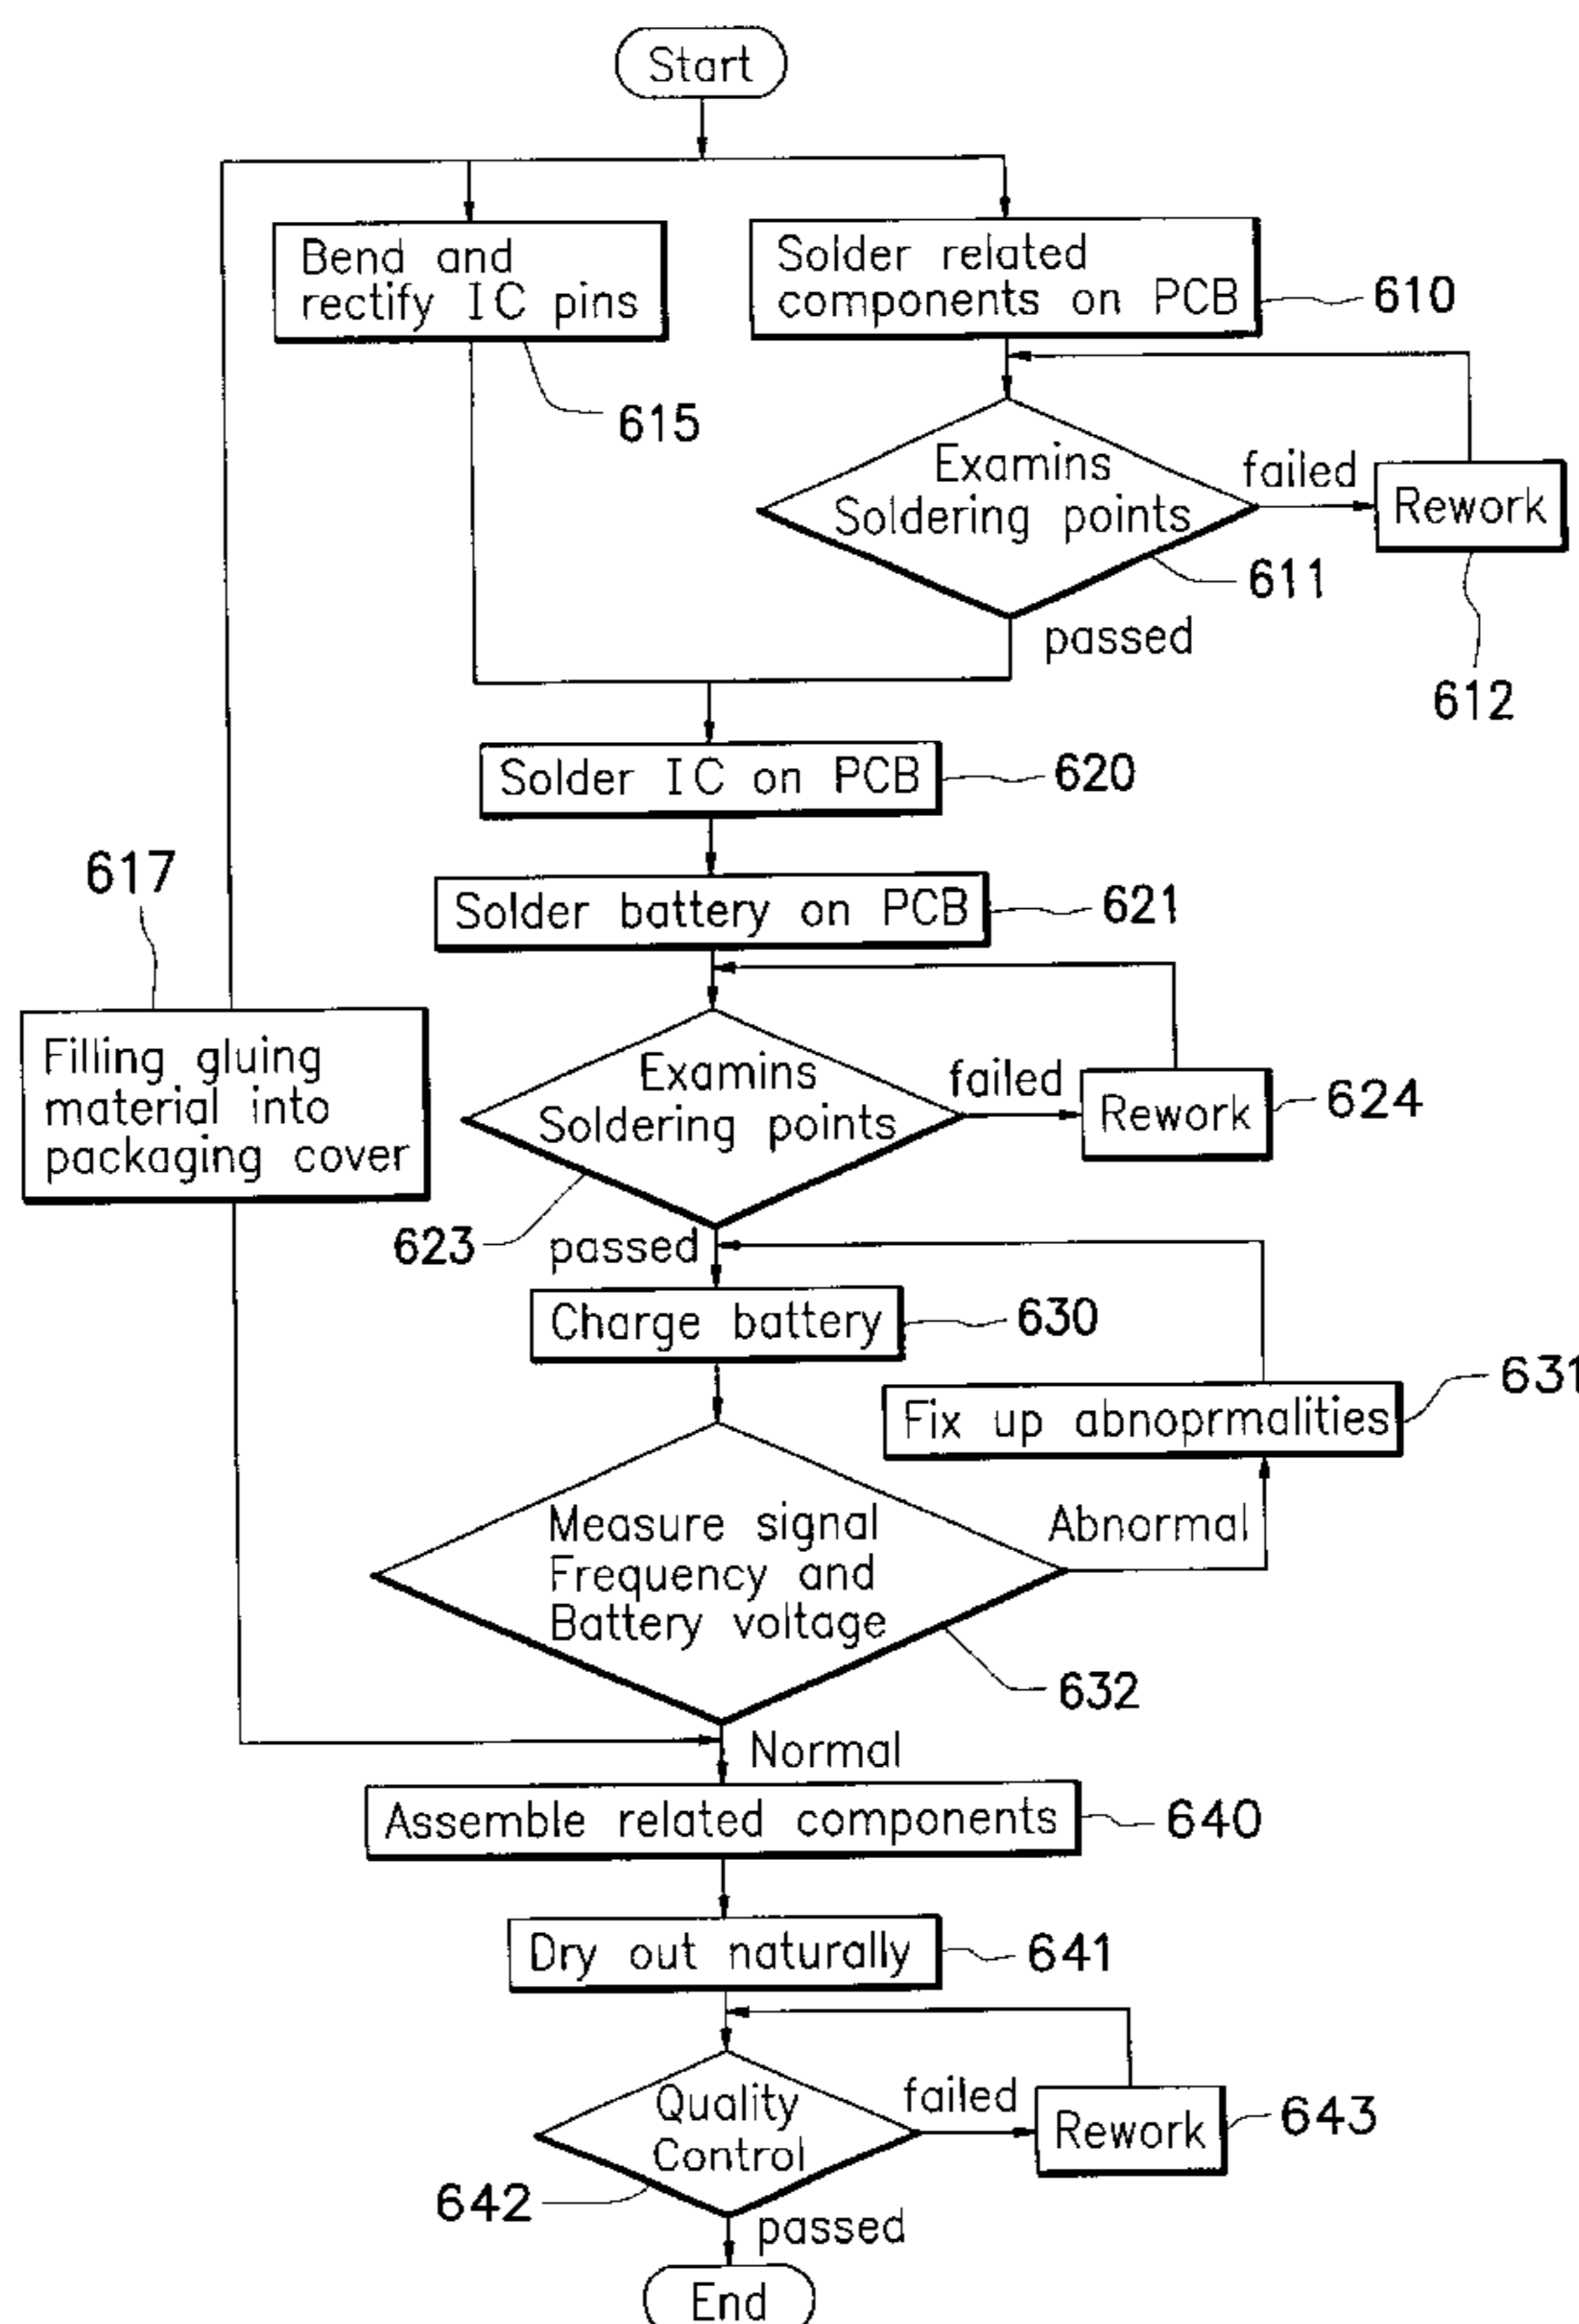 Start
Bend and
rectify IC pins
Solder related
components on PCB
610
615
Examins
Soldering points
failed
Rework
611
passed
612
Solder IC on PCB
620
617
Solder battery on PCB
621
Filling gluing
material into
packaging cover
Examins
Soldering points
failed
Rework
624
623
passed
Charge battery
630
631
Fix up abnoprmalities
Measure signal
Frequency and
Battery voltage
Abnormal
632
Normal
Assemble related components
640
Dry out naturally
641
Quality
Control
failed
Rework
643
642
passed
End